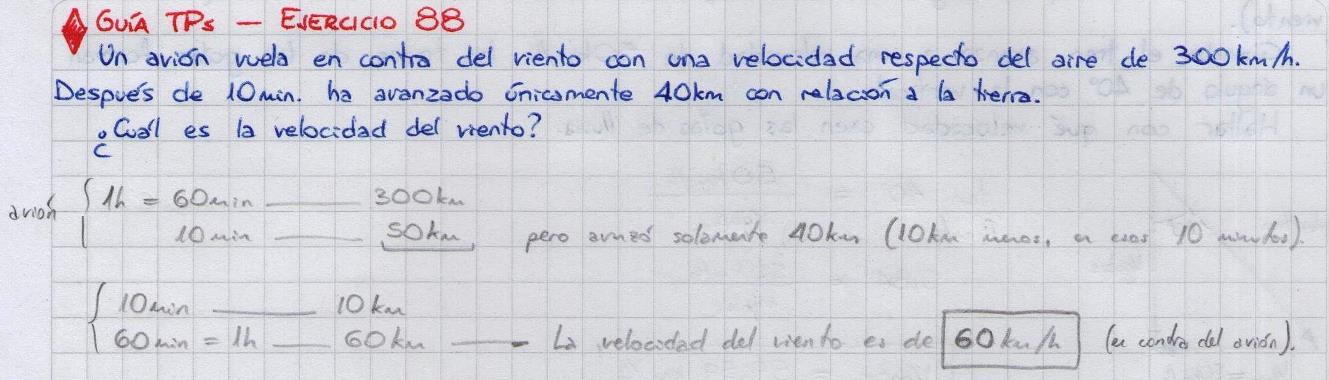 GUÍA TPs — EJERCICIO 88
Un avión vuela en contra del viento con una velocidad respecto del aire de 300 km/h.
Después de 10 min. ha avanzado únicamente 40 km con relación a la tierra.
¿Cuál es la velocidad del viento?
avión { 1h = 60 min —— 300 km
10 min —— 50 km, pero avanzó solamente 40 km (10 km menos, en esos 10 minutos).
{ 10 min —— 10 km
60 min = 1h —— 60 km —— La velocidad del viento es de 60 km/h (en contra del avión).